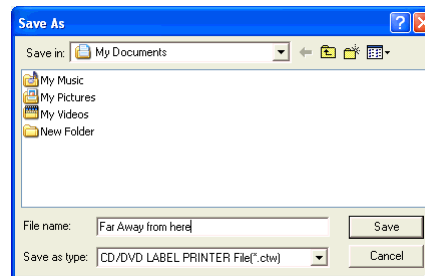 Save As
Save in: My Documents
My Music
My Pictures
My Videos
New Folder
File name: Far Away from here Save
Save as type: CD/DVD LABEL PRINTER File(*.ctw) Cancel